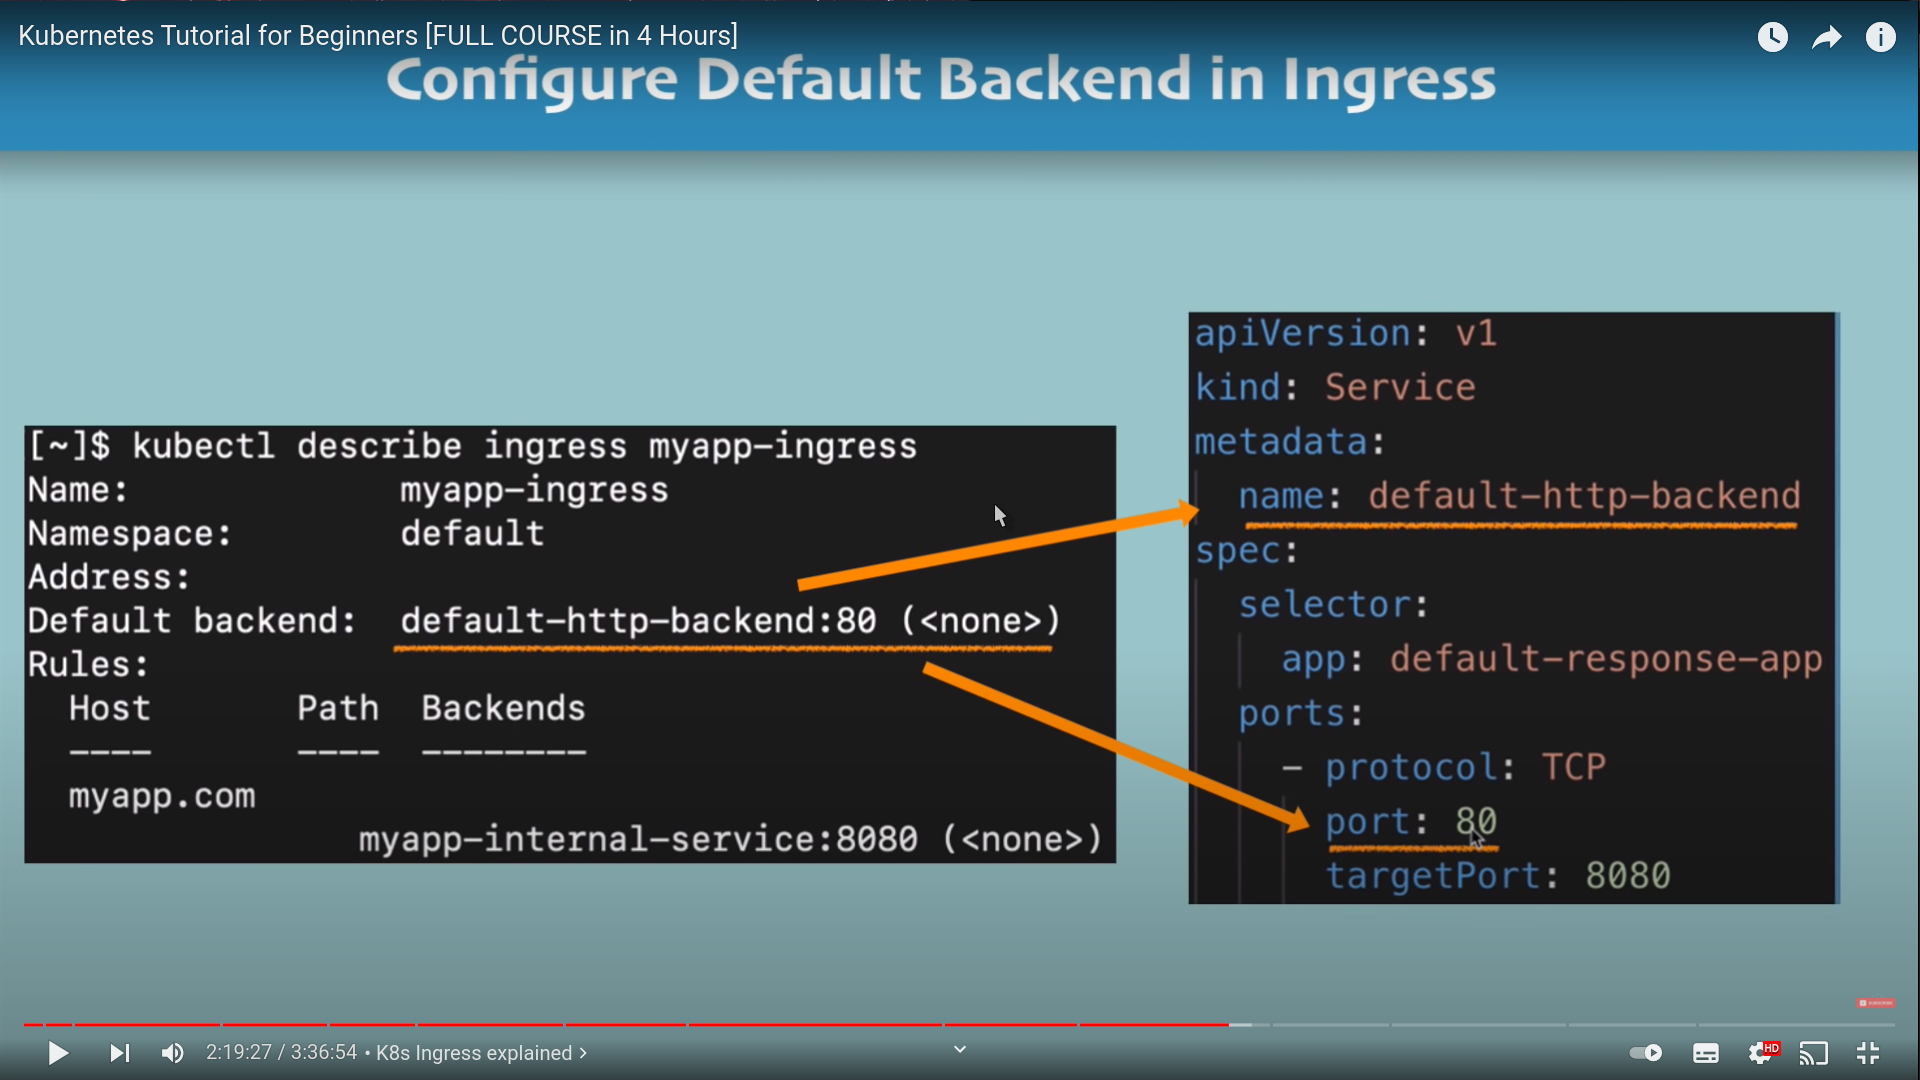 Kubernetes Tutorial for Beginners [FULL COURSE in 4 Hours]
Configure Default Backend in Ingress
[~]$ kubectl describe ingress myapp-ingress
Name: myapp-ingress
Namespace: default
Address:
Default backend: default-http-backend:80 (<none>)
Rules:
Host Path Backends
---- ---- --------
myapp.com
myapp-internal-service:8080 (<none>)
apiVersion: v1
kind: Service
metadata:
name: default-http-backend
spec:
selector:
app: default-response-app
ports:
- protocol: TCP
port: 80
targetPort: 8080
SUBSCRIBE
2:19:27 / 3:36:54 • K8s Ingress explained >
HD